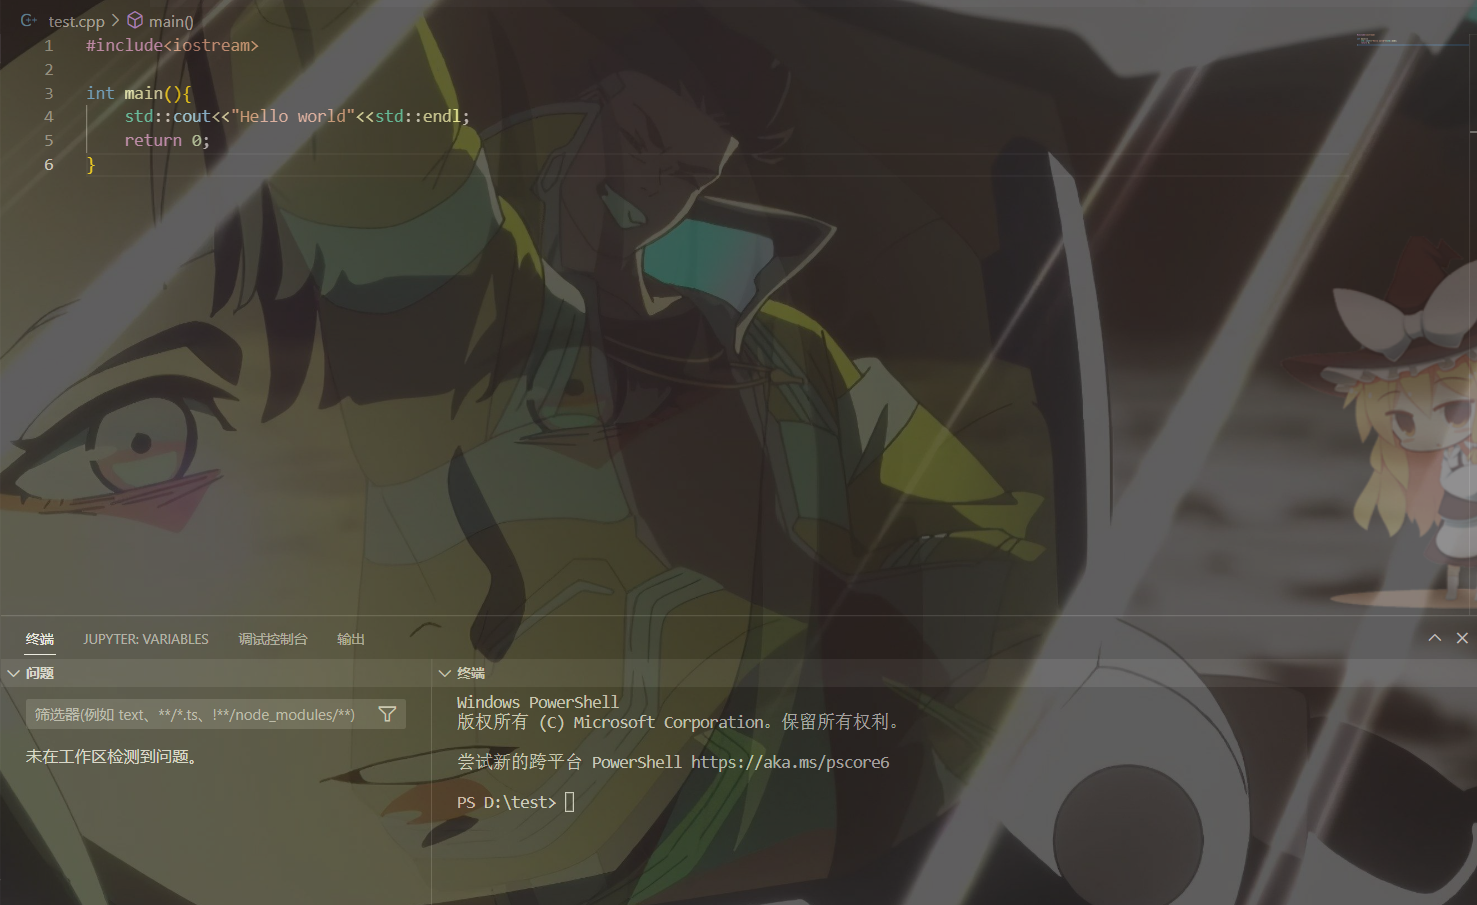 test.cpp > main()
1 #include<iostream>
2
3 int main(){
4     std::cout<<"Hello world"<<std::endl;
5     return 0;
6 }
终端 JUPYTER: VARIABLES 调试控制台 输出
问题
筛选器(例如 text、**/*.ts、!**/node_modules/**)
未在工作区检测到问题。
终端
Windows PowerShell
版权所有 (C) Microsoft Corporation。保留所有权利。
尝试新的跨平台 PowerShell https://aka.ms/pscore6
PS D:\test>